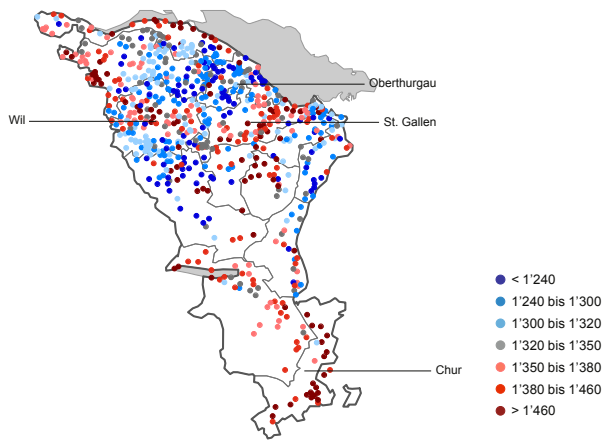 Oberthurgau
Wil
St. Gallen
< 1'240
1'240 bis 1'300
1'300 bis 1'320
1'320 bis 1'350
1'350 bis 1'380
1'380 bis 1'460
> 1'460
Chur